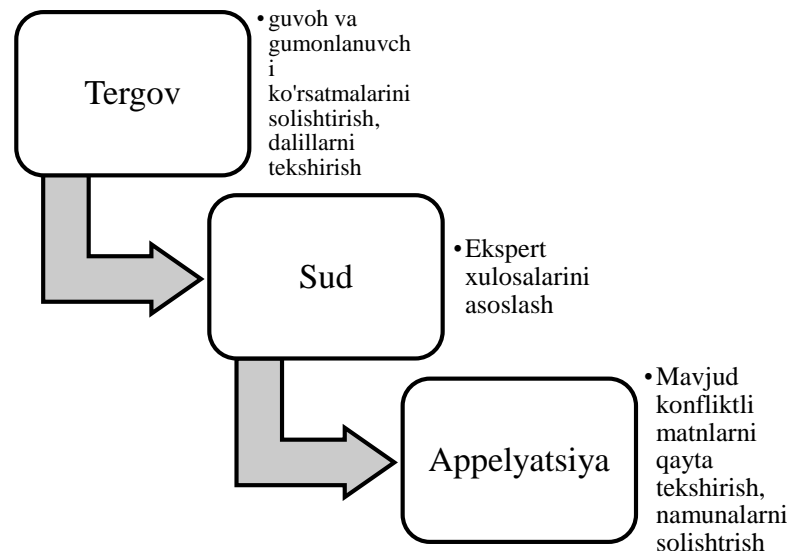 Tergov
• guvoh va
gumonlanuvch
i
ko'rsatmalarini
solishtirish,
dalillarni
tekshirish
Sud
•Ekspert
xulosalarini
asoslash
Appelyatsiya
•Mavjud
konfliktli
matnlarni
qayta
tekshirish,
namunalarni
solishtrish